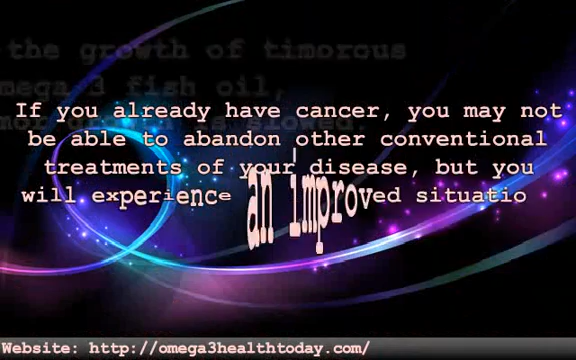 the growth of timorous
mega 3 fish oil,
If you already have cancer, you may not
be able to abandon other conventional
treatments of your disease, but you
will experience an improved situatio
Website: http://omega3healthtoday.com/